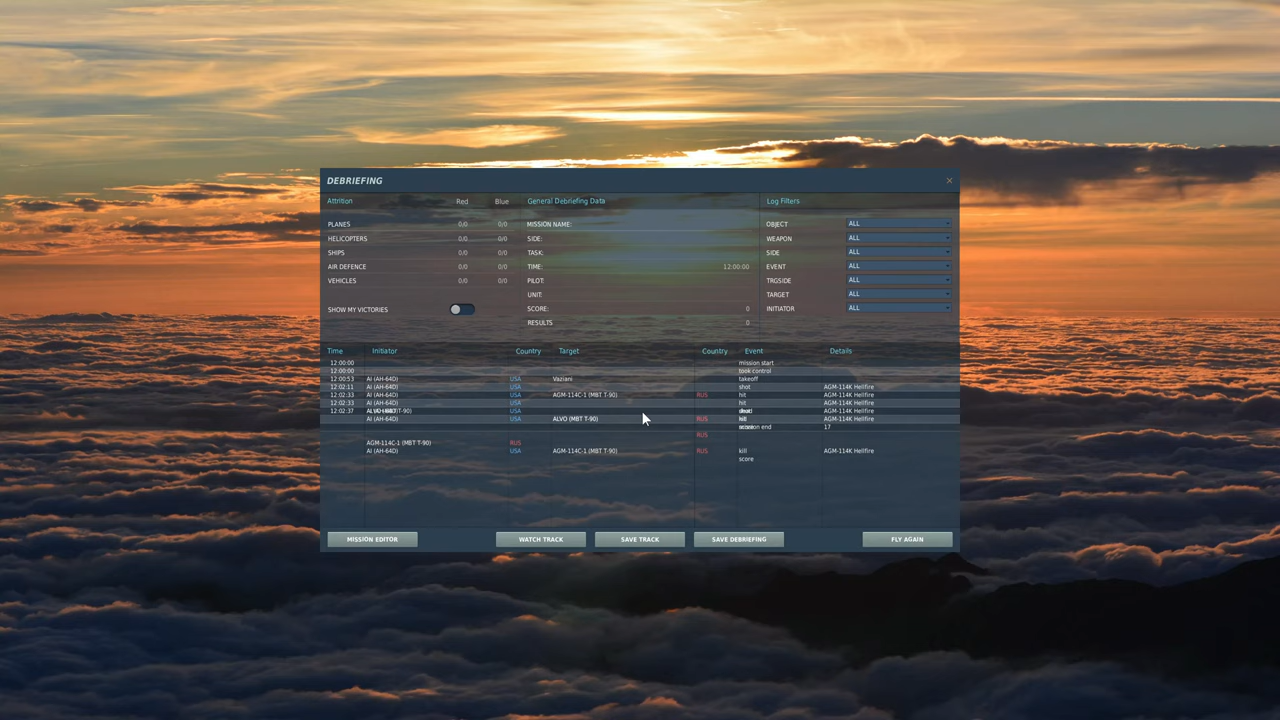 DEBRIEFING
Attrition Red Blue General Debriefing Data Log Filters
PLANES 0/0 0/0 MISSION NAME: OBJECT ALL
HELICOPTERS 0/0 0/0 SIDE: WEAPON ALL
SHIPS 0/0 0/0 TASK: SIDE ALL
AIR DEFENCE 0/0 0/0 TIME: 12:00:00 EVENT ALL
VEHICLES 0/0 0/0 PILOT: TRGSIDE ALL
UNIT: TARGET ALL
SHOW MY VICTORIES SCORE: 0 INITIATOR ALL
RESULTS 0
Time Initiator Country Target Country Event Details
12:00:00 mission start
12:00:00 took control
12:00:53 AI (AH-64D) USA Vaziani takeoff
12:02:11 AI (AH-64D) USA shot AGM-114K Hellfire
12:02:33 AI (AH-64D) USA AGM-114C-1 (MBT T-90) RUS hit AGM-114K Hellfire
12:02:33 AI (AH-64D) USA hit AGM-114K Hellfire
12:02:37 USA AGM-114K Hellfire
AI (AH-64D) USA ALVO (MBT T-90) RUS AGM-114K Hellfire
end 17
RUS
AGM-114C-1 (MBT T-90) RUS
AI (AH-64D) USA AGM-114C-1 (MBT T-90) RUS kill AGM-114K Hellfire
score
MISSION EDITOR WATCH TRACK SAVE TRACK SAVE DEBRIEFING FLY AGAIN